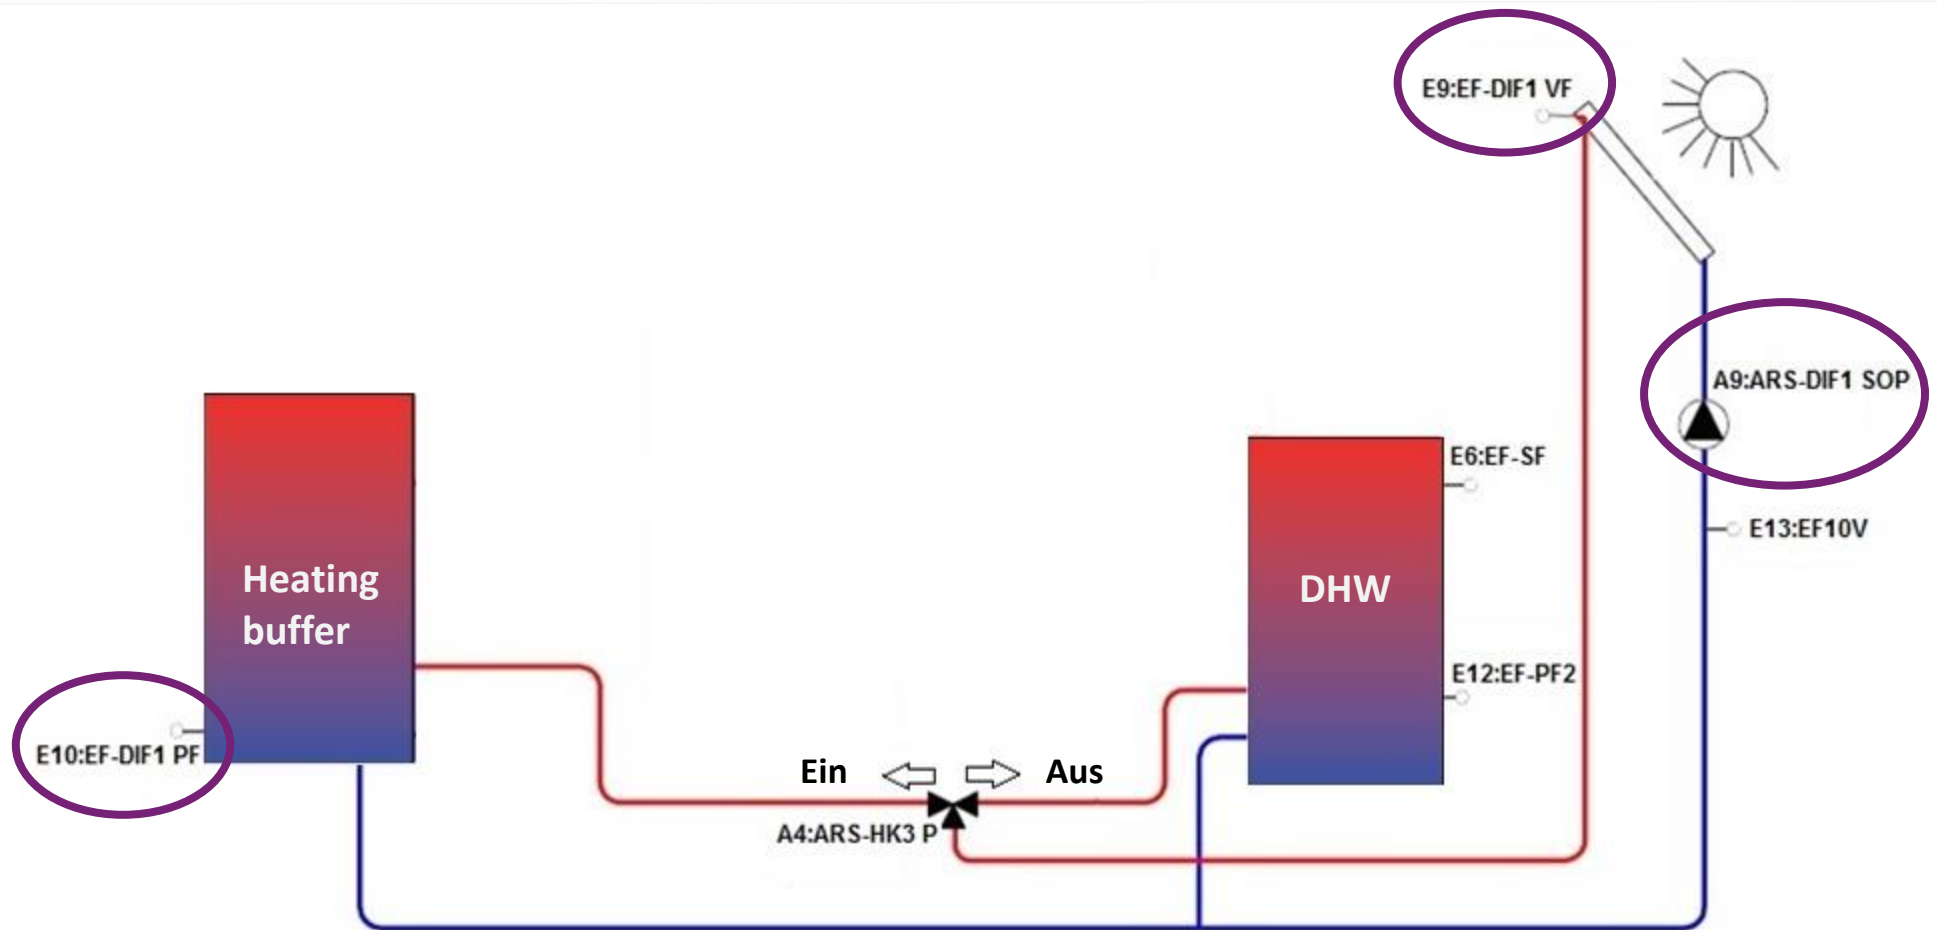 E9:EF-DIF1 VF
A9:ARS-DIF1 SOP
E6:EF-SF
E13:EF10V
Heating
buffer
DHW
E12:EF-PF2
E10:EF-DIF1 PF
Ein
Aus
A4:ARS-HK3 P